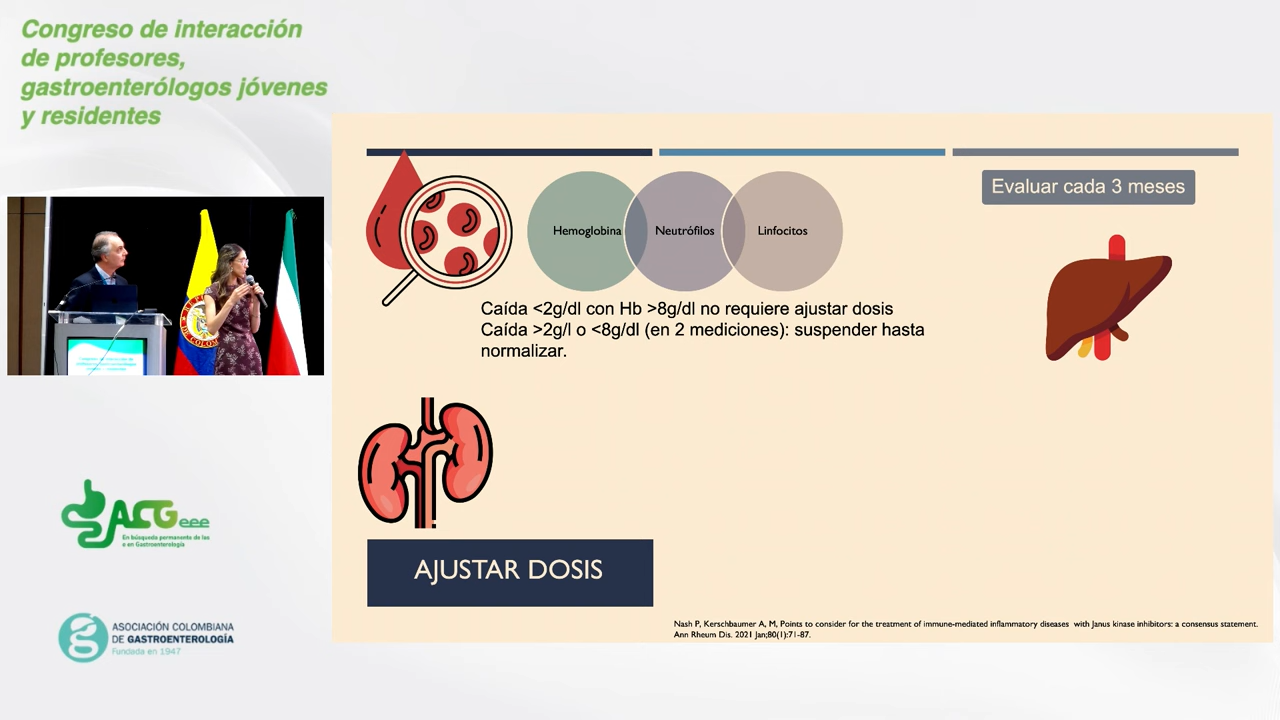 Congreso de interacción
de profesores,
gastroenterólogos jóvenes
y residentes
Evaluar cada 3 meses
Hemoglobina
Neutrófilos
Linfocitos
Caída <2g/dl con Hb >8g/dl no requiere ajustar dosis
Caída >2g/l o <8g/dl (en 2 mediciones): suspender hasta
normalizar.
AJUSTAR DOSIS
Nash P, Kerschbaumer A, M, Points to consider for the treatment of immune-mediated inflammatory diseases with Janus kinase inhibitors: a consensus statement.
Ann Rheum Dis. 2021 Jan;80(1):71-87.
ACGeee
En búsqueda permanente de las
e en Gastroenterología
ASOCIACIÓN COLOMBIANA
DE GASTROENTEROLOGÍA
Fundada en 1947